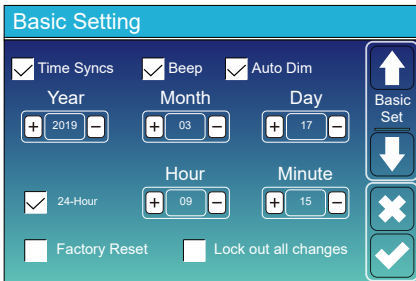 Basic Setting
Time Syncs Beep Auto Dim
Year Month Day
+ 2019 − + 03 − + 17 −
Basic
Set
Hour Minute
24-Hour + 09 − + 15 −
Factory Reset Lock out all changes